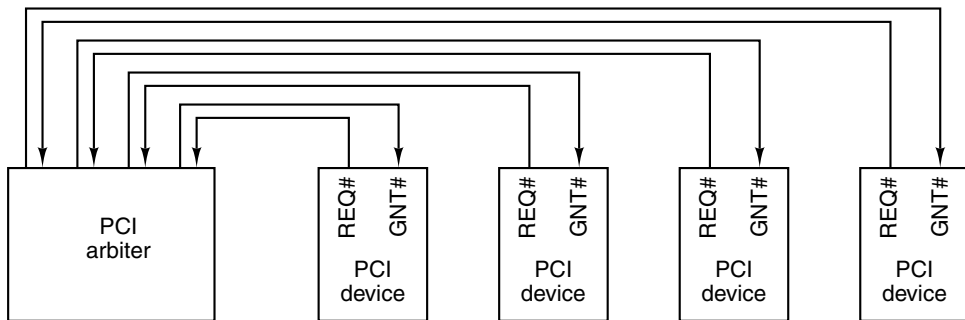 PCI
arbiter
REQ#
GNT#
PCI
device
REQ#
GNT#
PCI
device
REQ#
GNT#
PCI
device
REQ#
GNT#
PCI
device